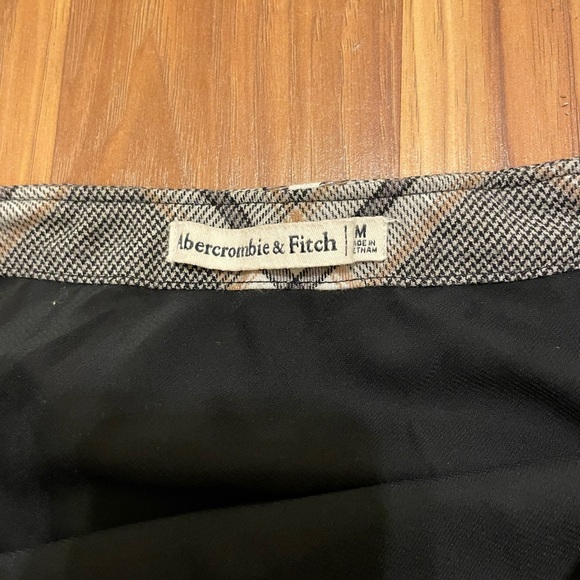 Abercrombie & Fitch
M
MADE IN
VIETNAM